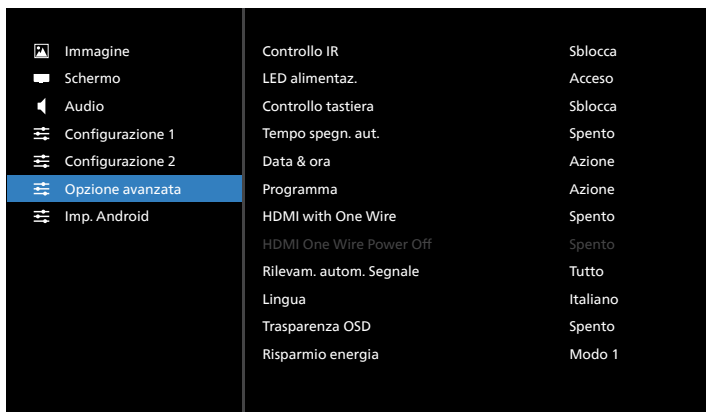 Immagine
Schermo
Audio
Configurazione 1
Configurazione 2
Opzione avanzata
Imp. Android
Controllo IR Sblocca
LED alimentaz. Acceso
Controllo tastiera Sblocca
Tempo spegn. aut. Spento
Data & ora Azione
Programma Azione
HDMI with One Wire Spento
HDMI One Wire Power Off Spento
Rilevam. autom. Segnale Tutto
Lingua Italiano
Trasparenza OSD Spento
Risparmio energia Modo 1